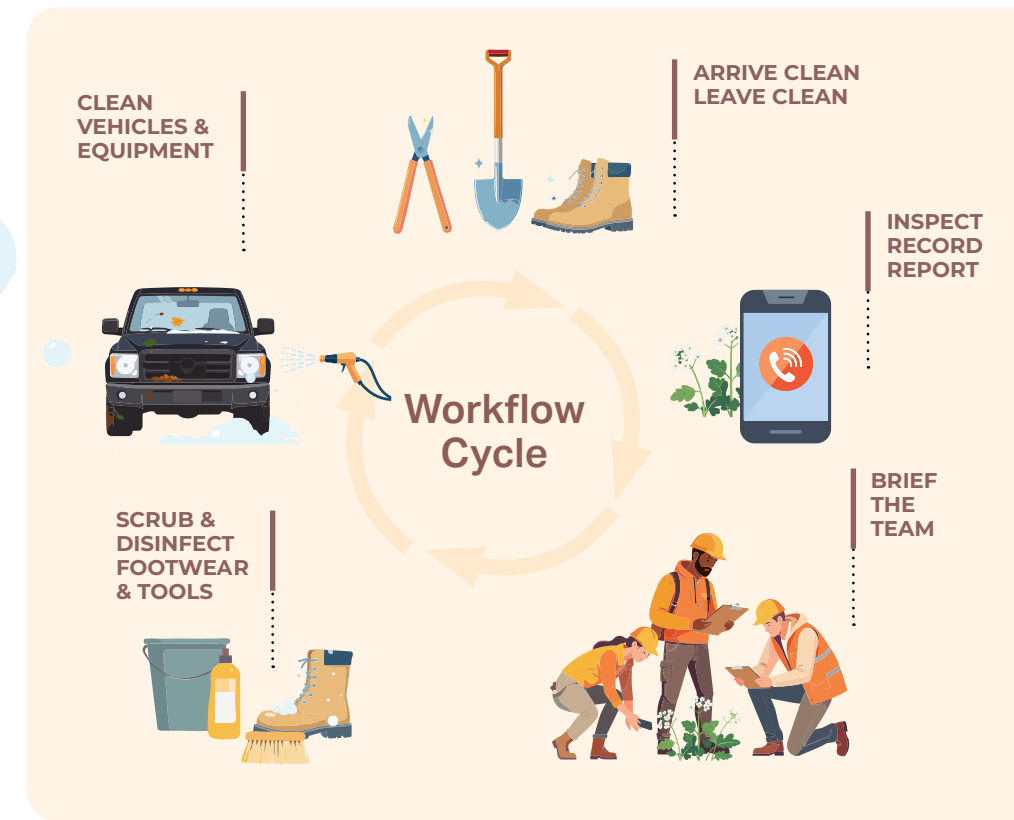 ARRIVE CLEAN
LEAVE CLEAN
INSPECT
RECORD
REPORT
BRIEF
THE
TEAM
SCRUB &
DISINFECT
FOOTWEAR
& TOOLS
CLEAN
VEHICLES &
EQUIPMENT
Workflow
Cycle